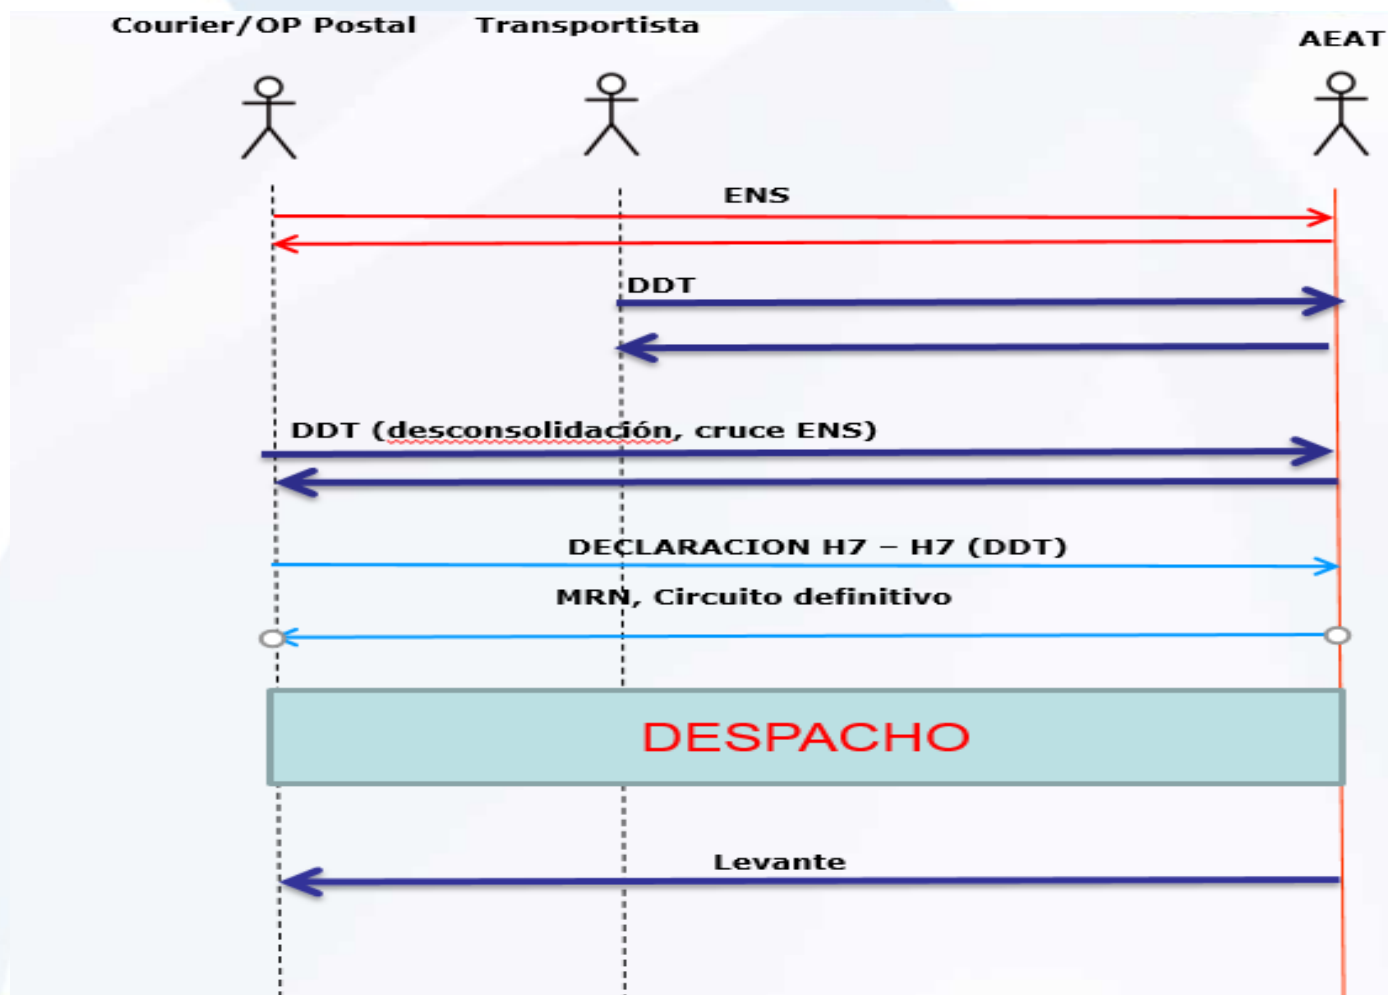 Courier/OP Postal
Transportista
AEAT
ENS
DDT
DDT (desconsolidación, cruce ENS)
DECLARACION H7 – H7 (DDT)
MRN, Circuito definitivo
DESPACHO
Levante